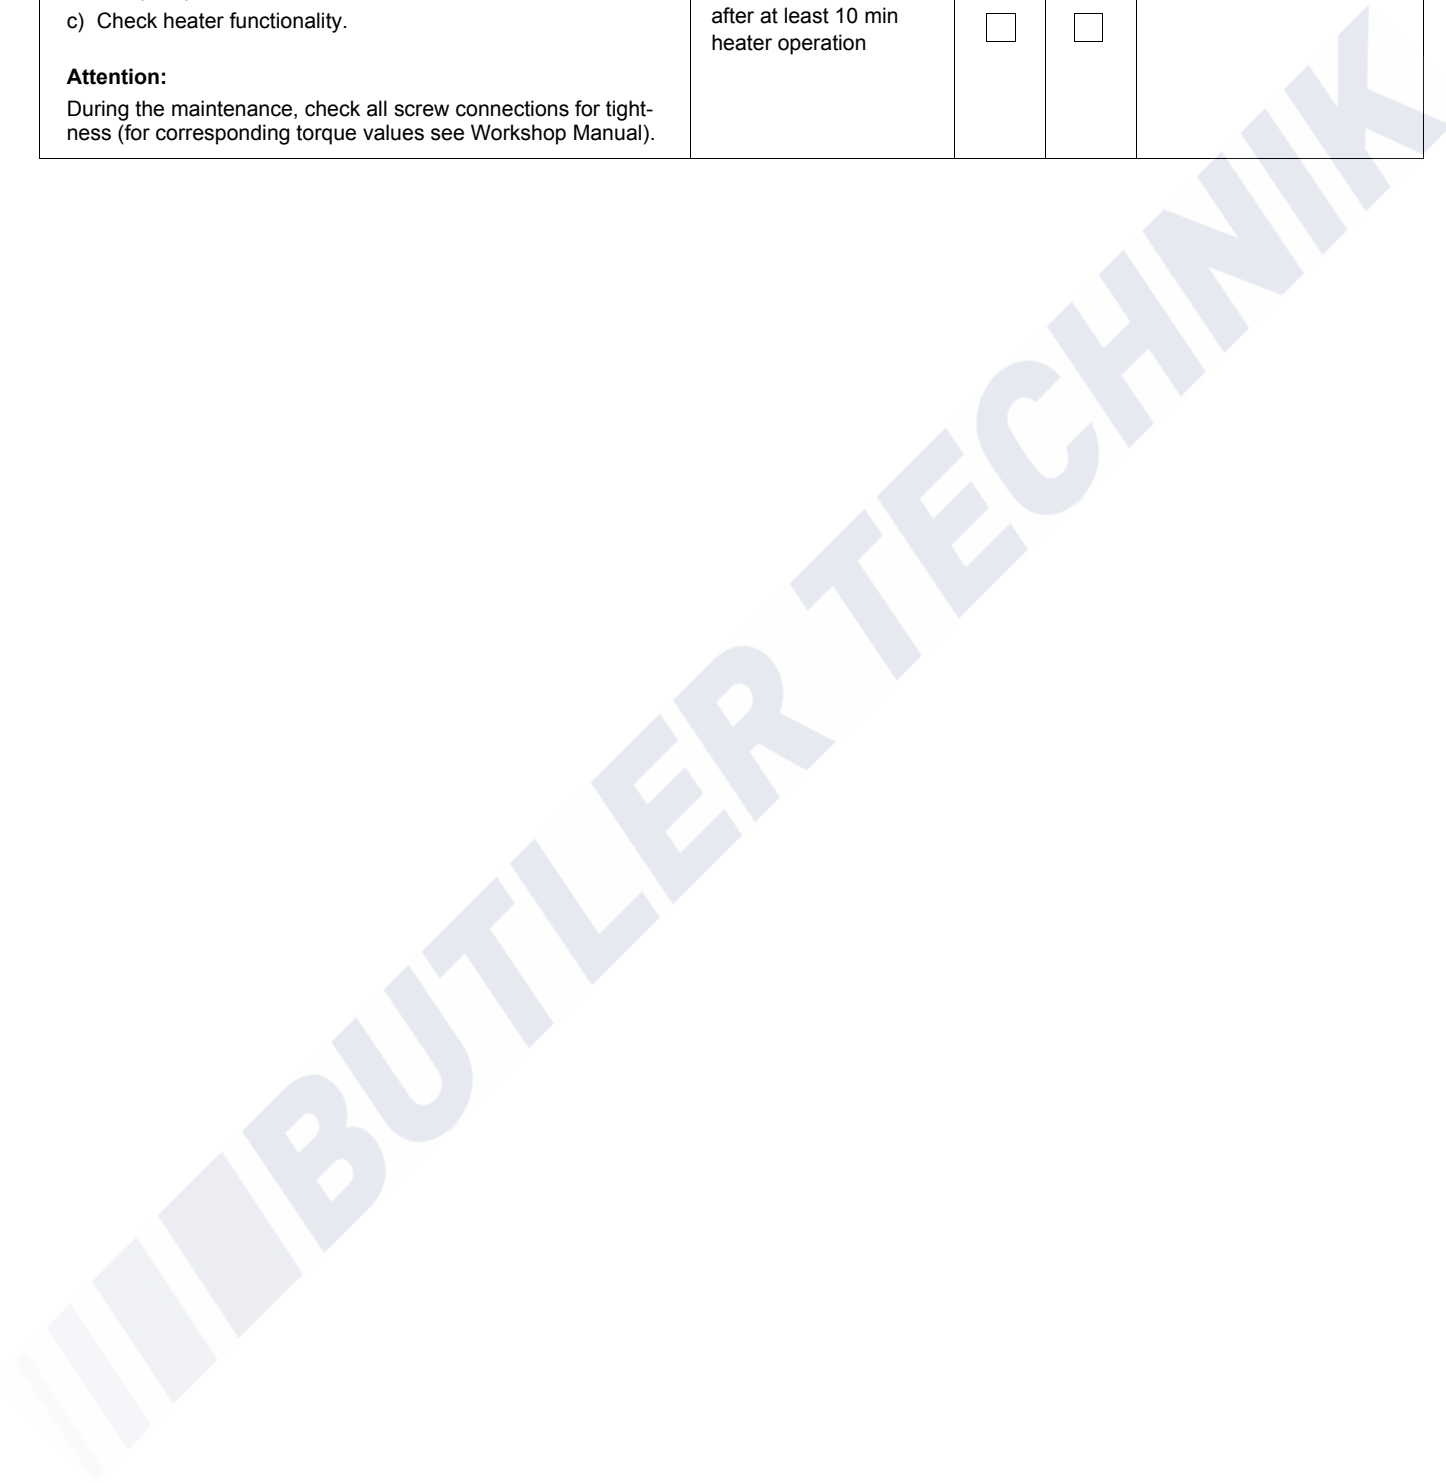 c) Check heater functionality.
after at least 10 min
heater operation
Attention:
During the maintenance, check all screw connections for tight-
ness (for corresponding torque values see Workshop Manual).
BUTLER TECHNIK